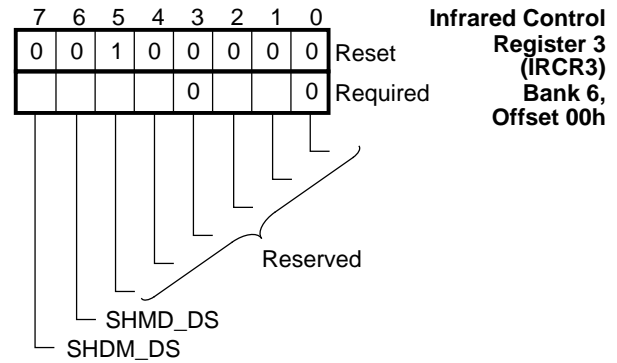 7 6 5 4 3 2 1 0
0 0 1 0 0 0 0 0 Reset
0 0 Required
Infrared Control
Register 3
(IRCR3)
Bank 6,
Offset 00h
Reserved
SHMD_DS
SHDM_DS